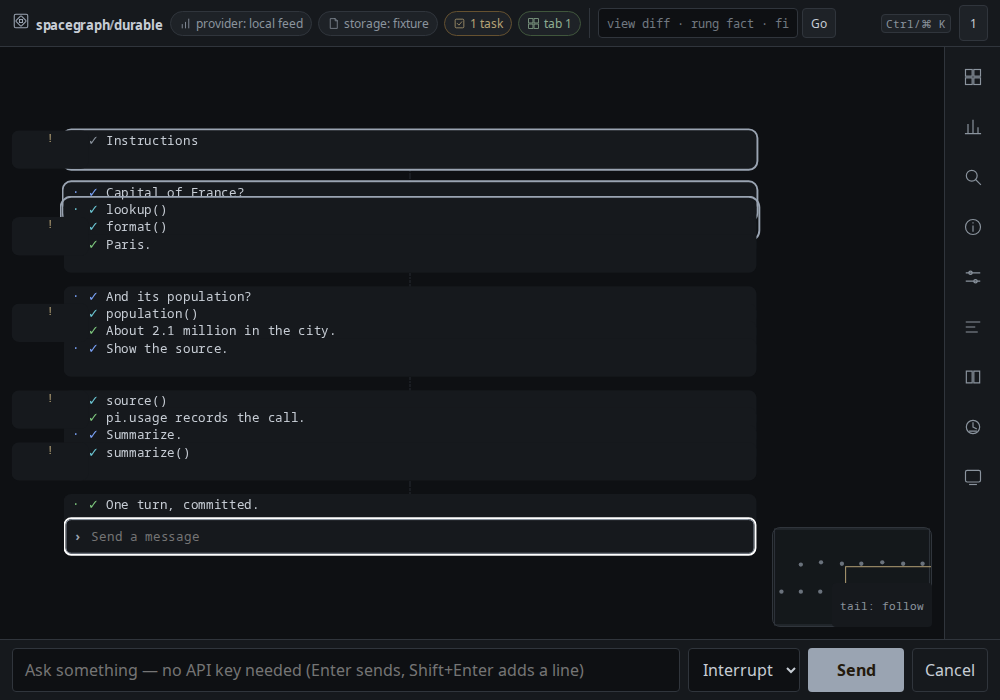 spacegraph/durable
provider: local feed
storage: fixture
1 task
tab 1
view diff · rung fact · fi
Go
Ctrl/⌘ K
1
! ✓ Instructions
· ✓ Capital of France?
· ✓ lookup()
! ✓ format()
✓ Paris.
· ✓ And its population?
! ✓ population()
✓ About 2.1 million in the city.
· ✓ Show the source.
! ✓ source()
✓ pi.usage records the call.
· ✓ Summarize.
! ✓ summarize()
· ✓ One turn, committed.
› Send a message
tail: follow
Ask something — no API key needed (Enter sends, Shift+Enter adds a line)
Interrupt
Send
Cancel